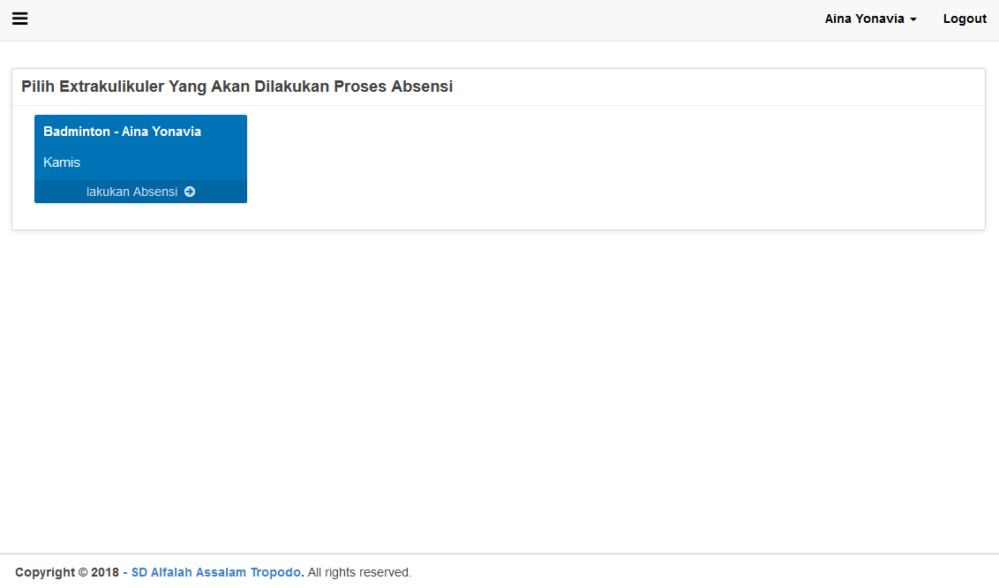 Aina Yonavia Logout
Pilih Extrakulikuler Yang Akan Dilakukan Proses Absensi
Badminton - Aina Yonavia
Kamis
lakukan Absensi
Copyright © 2018 - SD Alfalah Assalam Tropodo. All rights reserved.